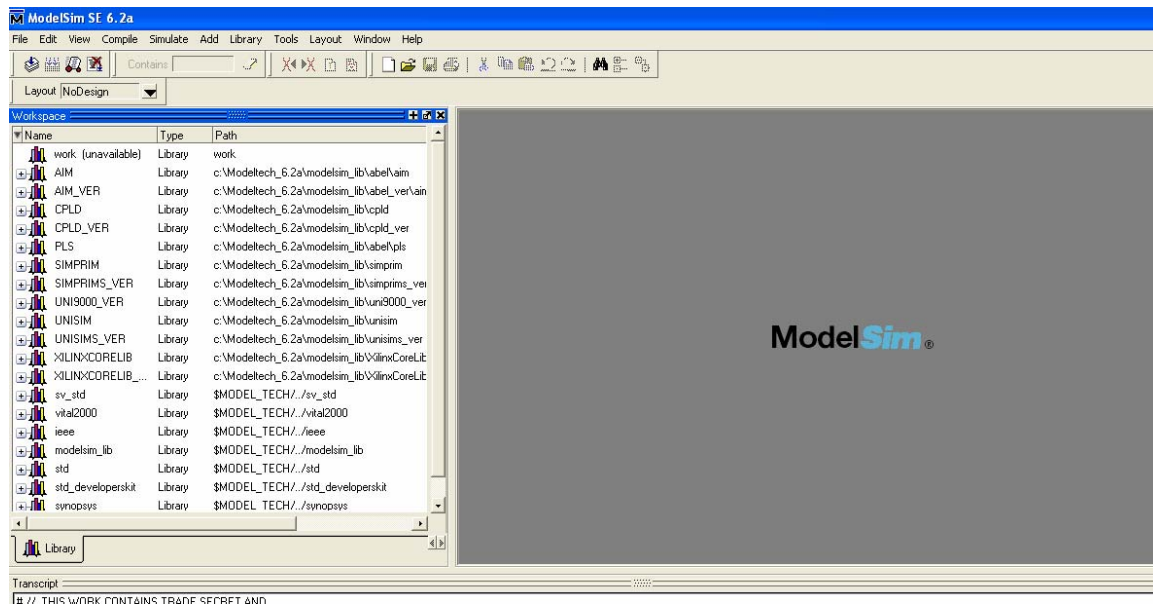 ModelSim SE 6.2a
File Edit View Compile Simulate Add Library Tools Layout Window Help
Contains
Layout NoDesign
Workspace
Name Type Path
work (unavailable) Library work
AIM Library c:\Modeltech_6.2a\modelsim_lib\abel\aim
AIM_VER Library c:\Modeltech_6.2a\modelsim_lib\abel_ver\aim
CPLD Library c:\Modeltech_6.2a\modelsim_lib\cpld
CPLD_VER Library c:\Modeltech_6.2a\modelsim_lib\cpld_ver
PLS Library c:\Modeltech_6.2a\modelsim_lib\abel\pls
SIMPRIM Library c:\Modeltech_6.2a\modelsim_lib\simprim
SIMPRIMS_VER Library c:\Modeltech_6.2a\modelsim_lib\simprims_ver
UNI9000_VER Library c:\Modeltech_6.2a\modelsim_lib\uni9000_ver
UNISIM Library c:\Modeltech_6.2a\modelsim_lib\unisim
UNISIMS_VER Library c:\Modeltech_6.2a\modelsim_lib\unisims_ver
XILINXCORELIB Library c:\Modeltech_6.2a\modelsim_lib\XilinxCoreLib
XILINXCORELIB_... Library c:\Modeltech_6.2a\modelsim_lib\XilinxCoreLib
sv_std Library $MODEL_TECH/../sv_std
vital2000 Library $MODEL_TECH/../vital2000
ieee Library $MODEL_TECH/../ieee
modelsim_lib Library $MODEL_TECH/../modelsim_lib
std Library $MODEL_TECH/../std
std_developerskit Library $MODEL_TECH/../std_developerskit
synopsys Library $MODEL_TECH/../synopsys
Library
ModelSim ®
Transcript
# // THIS WORK CONTAINS TRADE SECRET AND